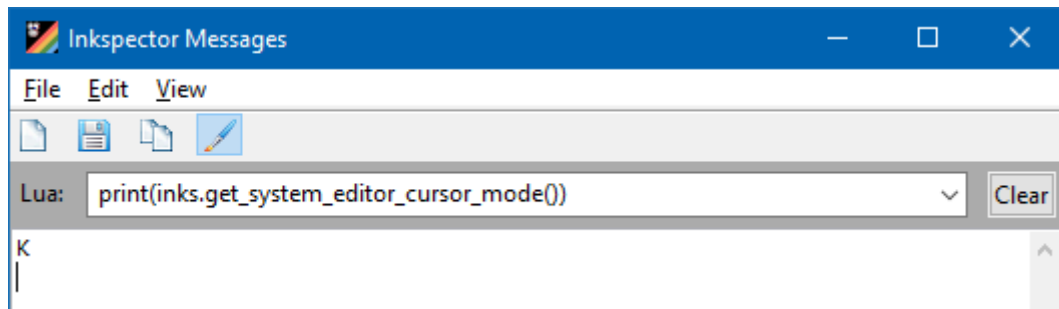 Inkspector Messages
File Edit View
Lua: print(inks.get_system_editor_cursor_mode()) Clear
K